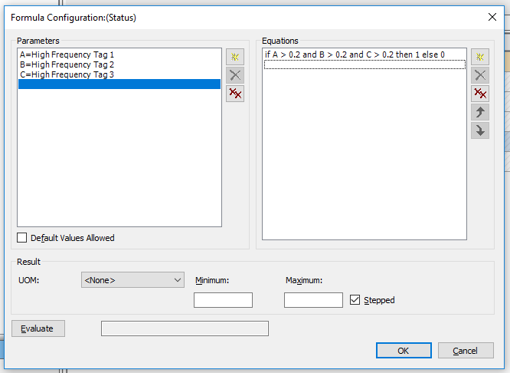 Formula Configuration:(Status)
Parameters
A=High Frequency Tag 1
B=High Frequency Tag 2
C=High Frequency Tag 3
Default Values Allowed
Equations
if A > 0.2 and B > 0.2 and C > 0.2 then 1 else 0
Result
UOM: <None> Minimum: Maximum:
Stepped
Evaluate
OK Cancel